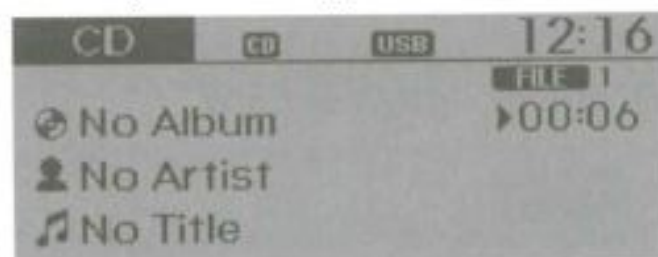 CD CD USB 12:16
FILE 1
No Album 00:06
No Artist
No Title